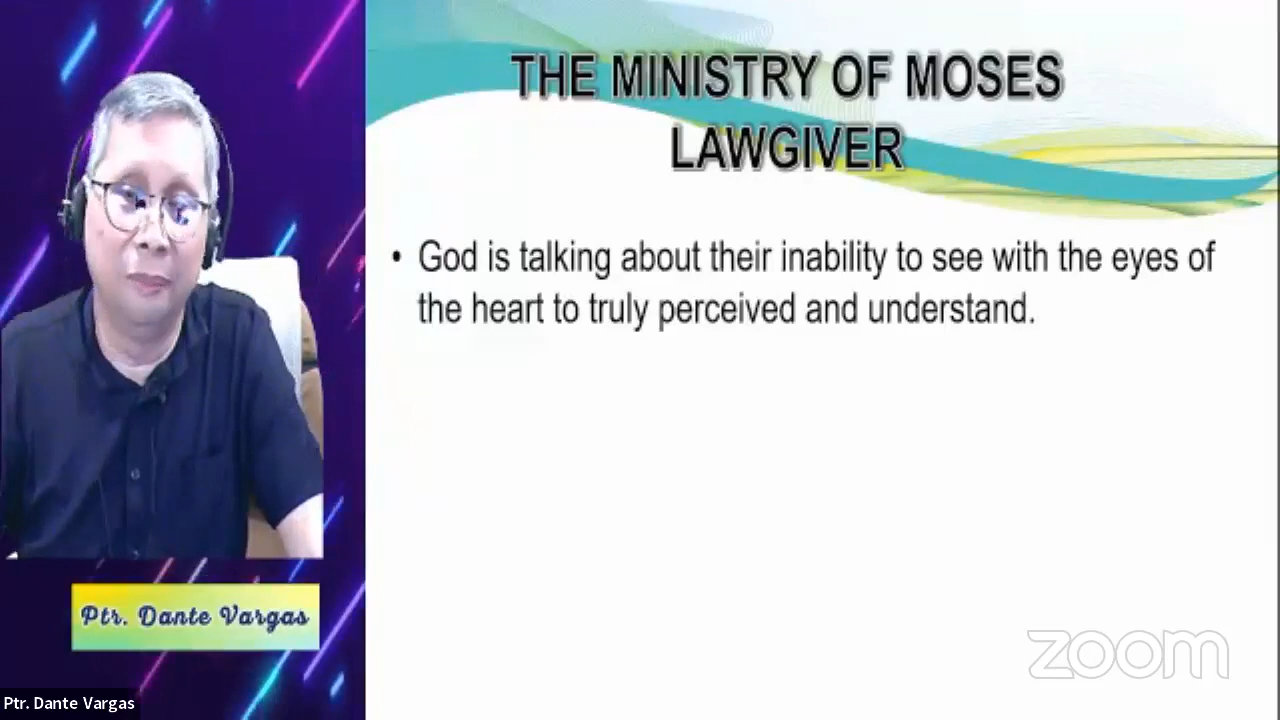 THE MINISTRY OF MOSES
LAWGIVER
• God is talking about their inability to see with the eyes of
the heart to truly perceived and understand.
Ptr. Dante Vargas
Ptr. Dante Vargas
zoom